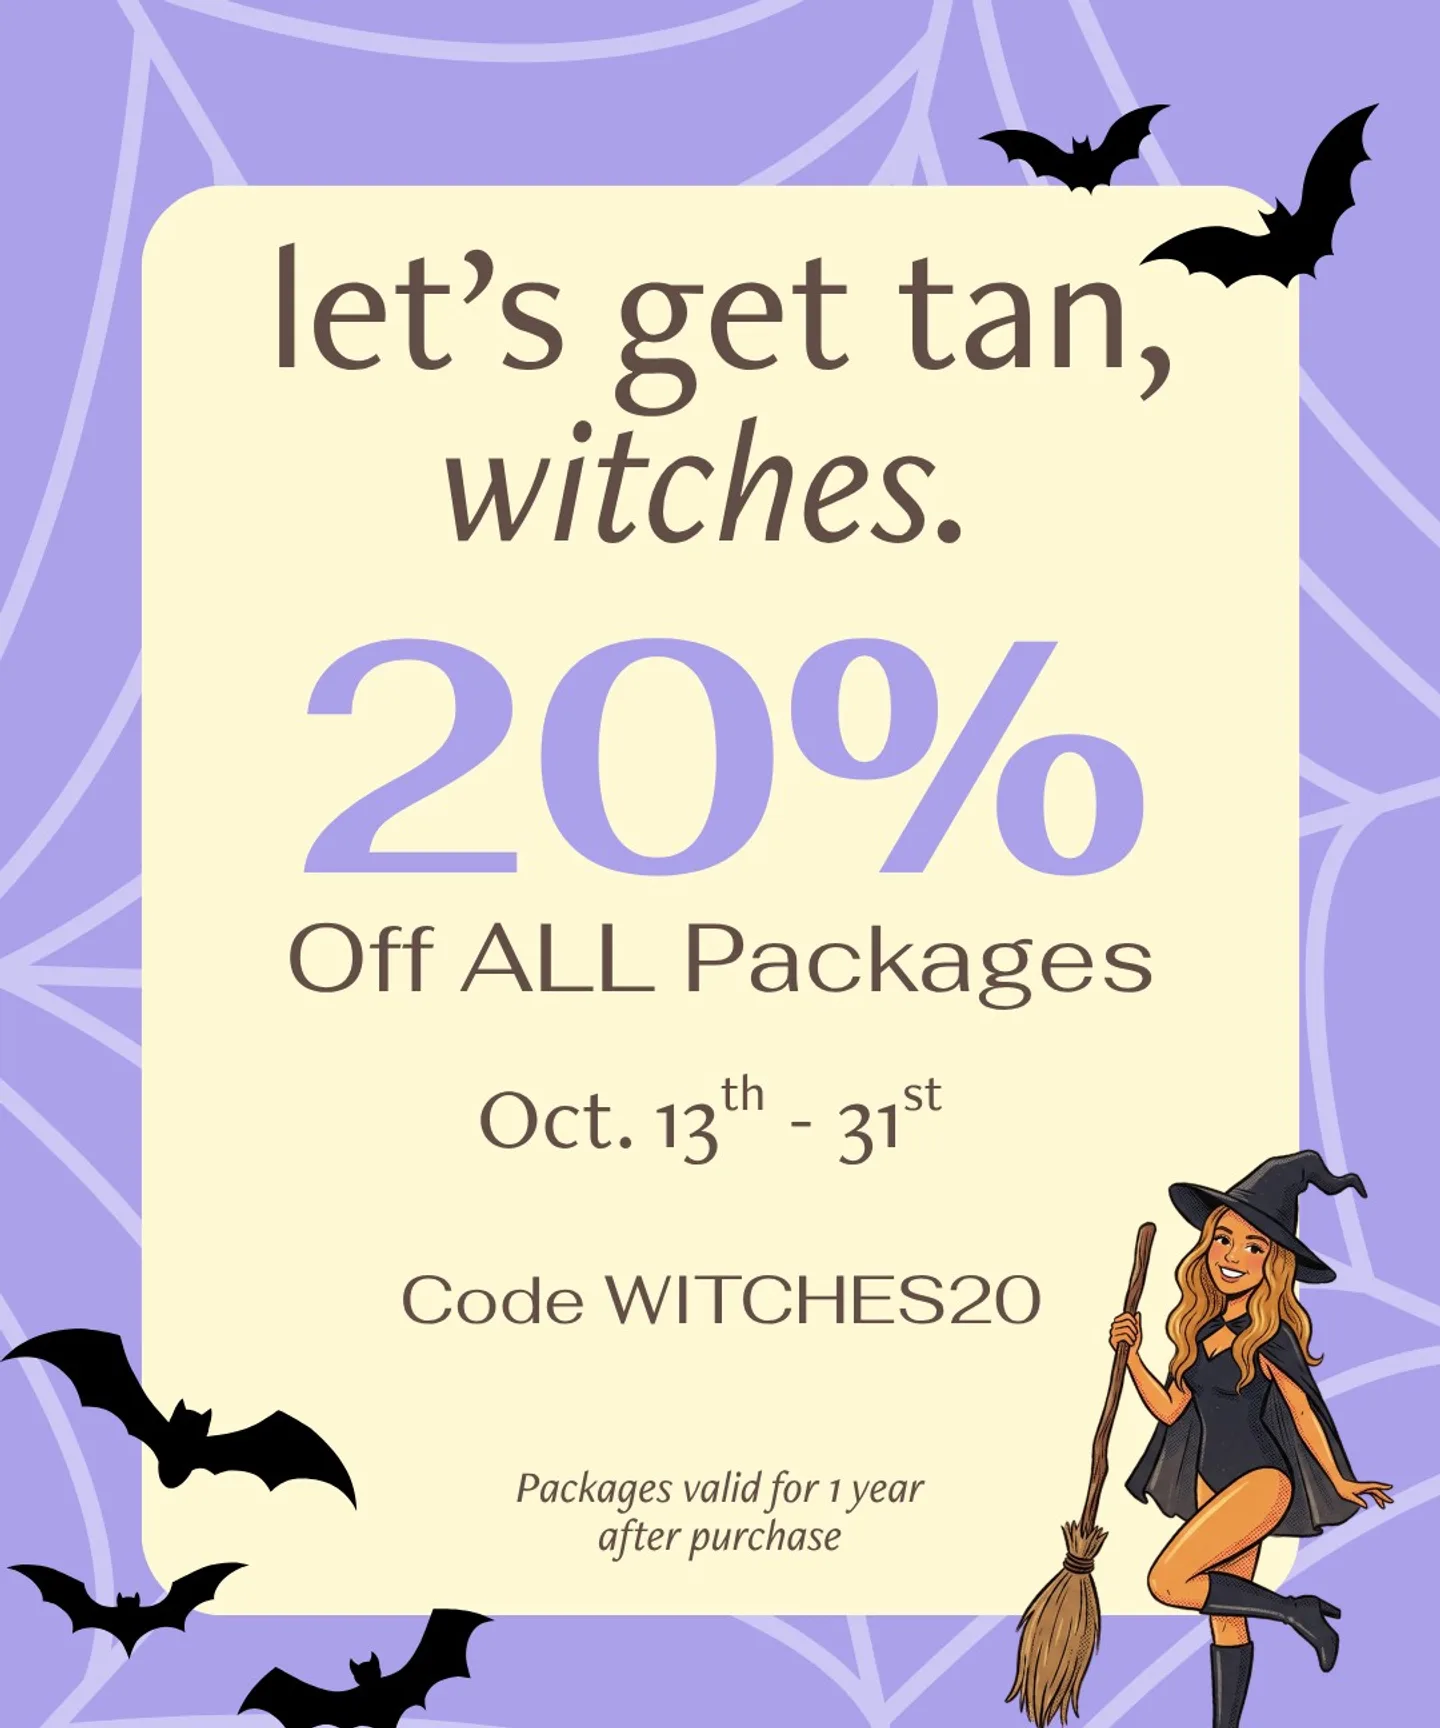 let’s get tan,
witches.
20%
Off ALL Packages
Oct. 13th - 31st
Code WITCHES20
Packages valid for 1 year
after purchase